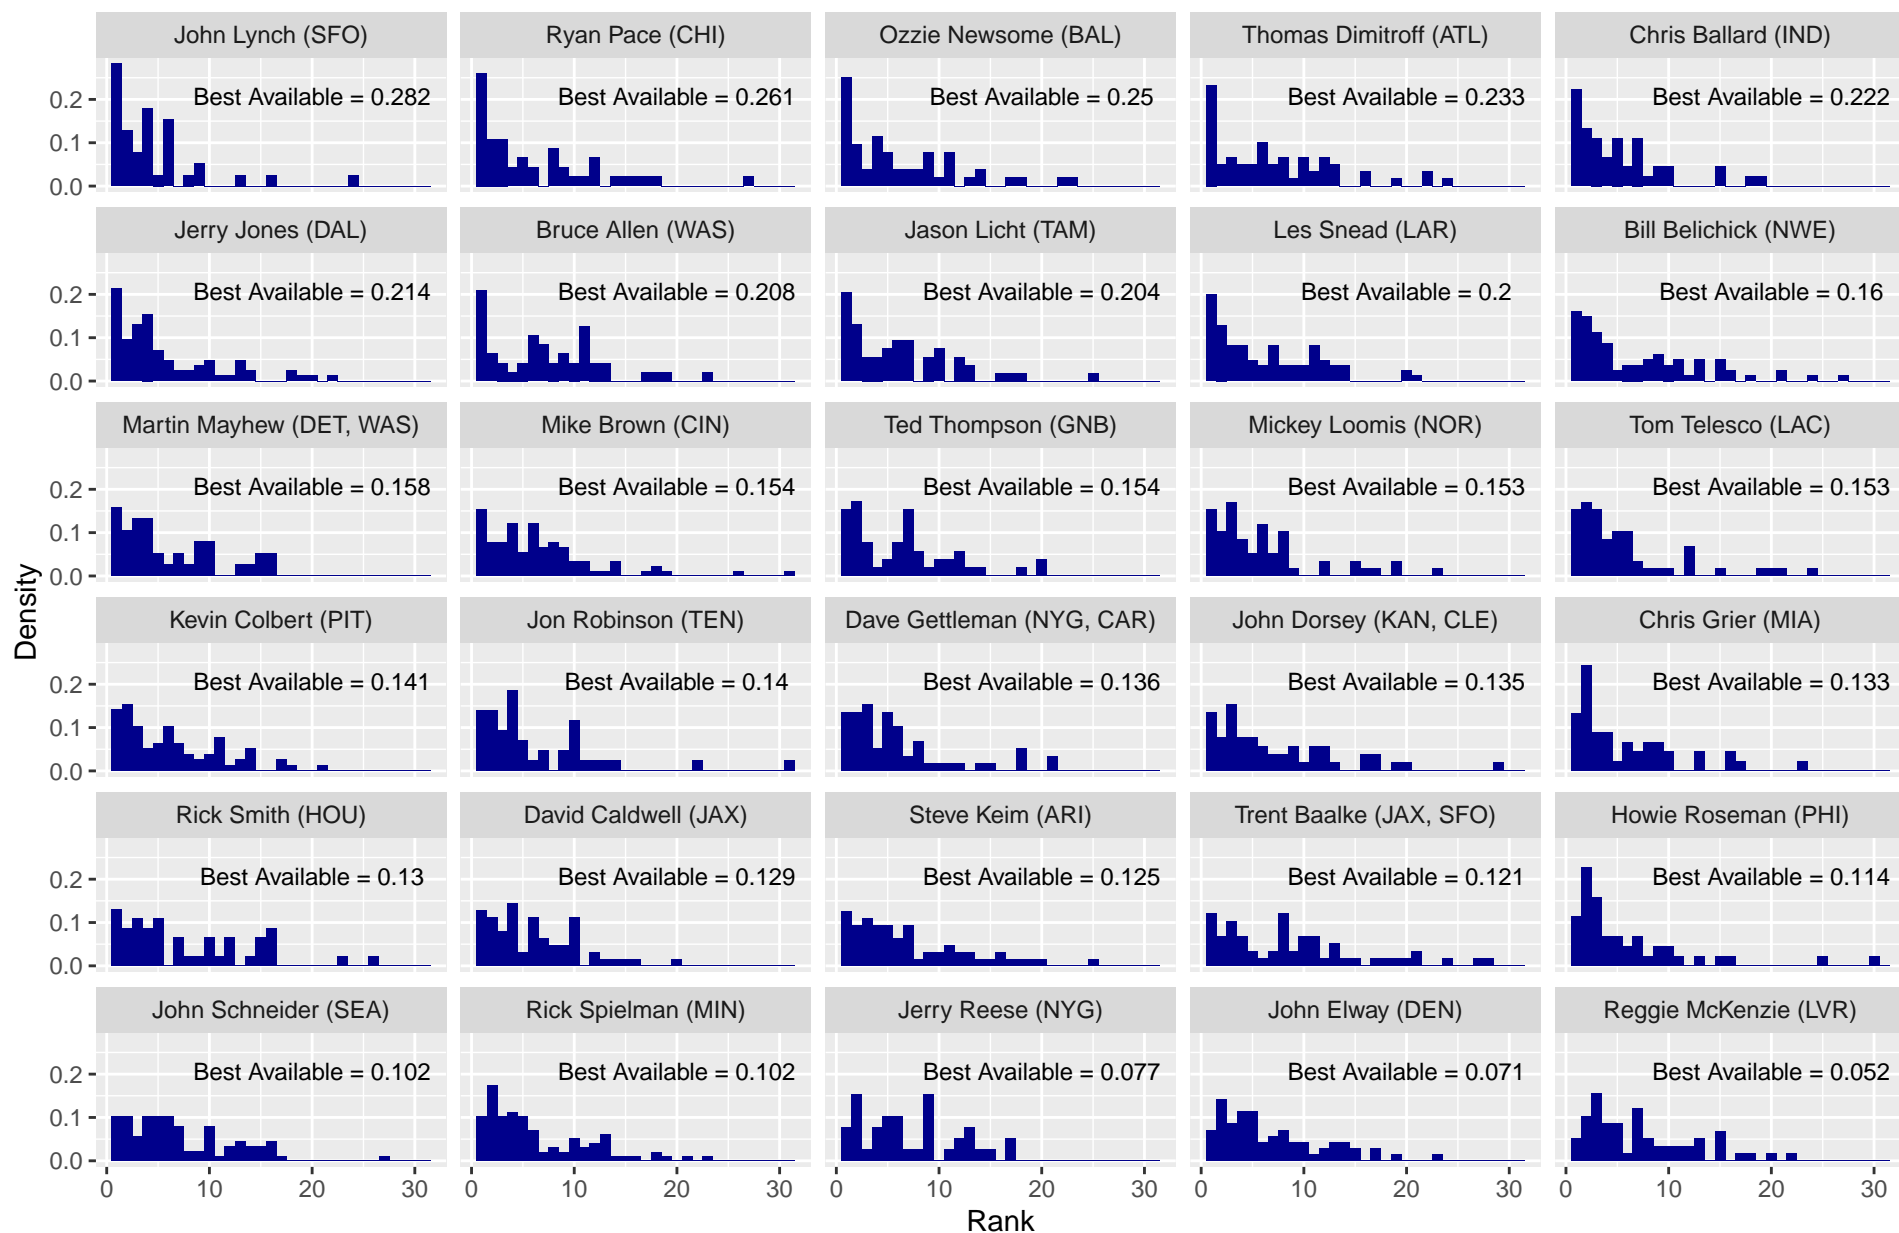 John Lynch (SFO)
Ryan Pace (CHI)
Ozzie Newsome (BAL)
Thomas Dimitroff (ATL)
Chris Ballard (IND)
Best Available = 0.282
Best Available = 0.261
Best Available = 0.25
Best Available = 0.233
Best Available = 0.222
0.2
0.1
0.0
Jerry Jones (DAL)
Bruce Allen (WAS)
Jason Licht (TAM)
Les Snead (LAR)
Bill Belichick (NWE)
Best Available = 0.214
Best Available = 0.208
Best Available = 0.204
Best Available = 0.2
Best Available = 0.16
0.2
0.1
0.0
Martin Mayhew (DET, WAS)
Mike Brown (CIN)
Ted Thompson (GNB)
Mickey Loomis (NOR)
Tom Telesco (LAC)
Best Available = 0.158
Best Available = 0.154
Best Available = 0.154
Best Available = 0.153
Best Available = 0.153
0.2
0.1
0.0
Density
Kevin Colbert (PIT)
Jon Robinson (TEN)
Dave Gettleman (NYG, CAR)
John Dorsey (KAN, CLE)
Chris Grier (MIA)
Best Available = 0.141
Best Available = 0.14
Best Available = 0.136
Best Available = 0.135
Best Available = 0.133
0.2
0.1
0.0
Rick Smith (HOU)
David Caldwell (JAX)
Steve Keim (ARI)
Trent Baalke (JAX, SFO)
Howie Roseman (PHI)
Best Available = 0.13
Best Available = 0.129
Best Available = 0.125
Best Available = 0.121
Best Available = 0.114
0.2
0.1
0.0
John Schneider (SEA)
Rick Spielman (MIN)
Jerry Reese (NYG)
John Elway (DEN)
Reggie McKenzie (LVR)
Best Available = 0.102
Best Available = 0.102
Best Available = 0.077
Best Available = 0.071
Best Available = 0.052
0.2
0.1
0.0
0 10 20 30
0 10 20 30
0 10 20 30
0 10 20 30
0 10 20 30
Rank